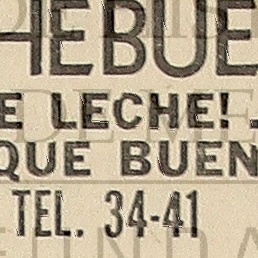 HEBUE
E LECHE!
QUE BUEN
TEL. 34-41